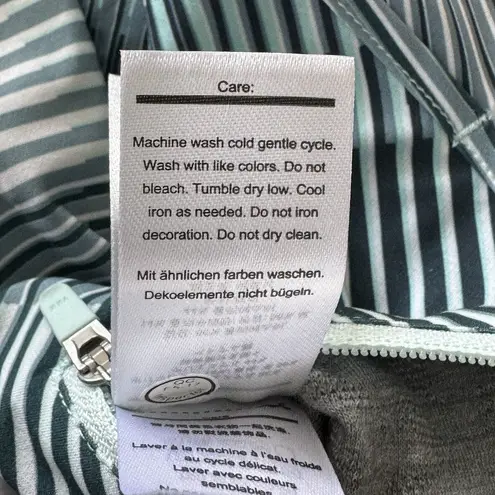 Care:
Machine wash cold gentle cycle.
Wash with like colors. Do not
bleach. Tumble dry low. Cool
iron as needed. Do not iron
decoration. Do not dry clean.
Mit ähnlichen farben waschen.
Dekoelemente nicht bügeln.
Laver à la machine à l'eau froide
au cycle délicat.
Laver avec couleurs
semblables